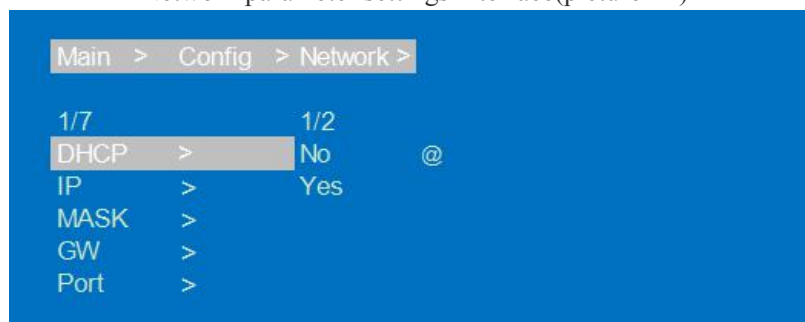 Main > Config > Network >
1/7 1/2
DHCP > No @
IP > Yes
MASK >
GW >
Port >